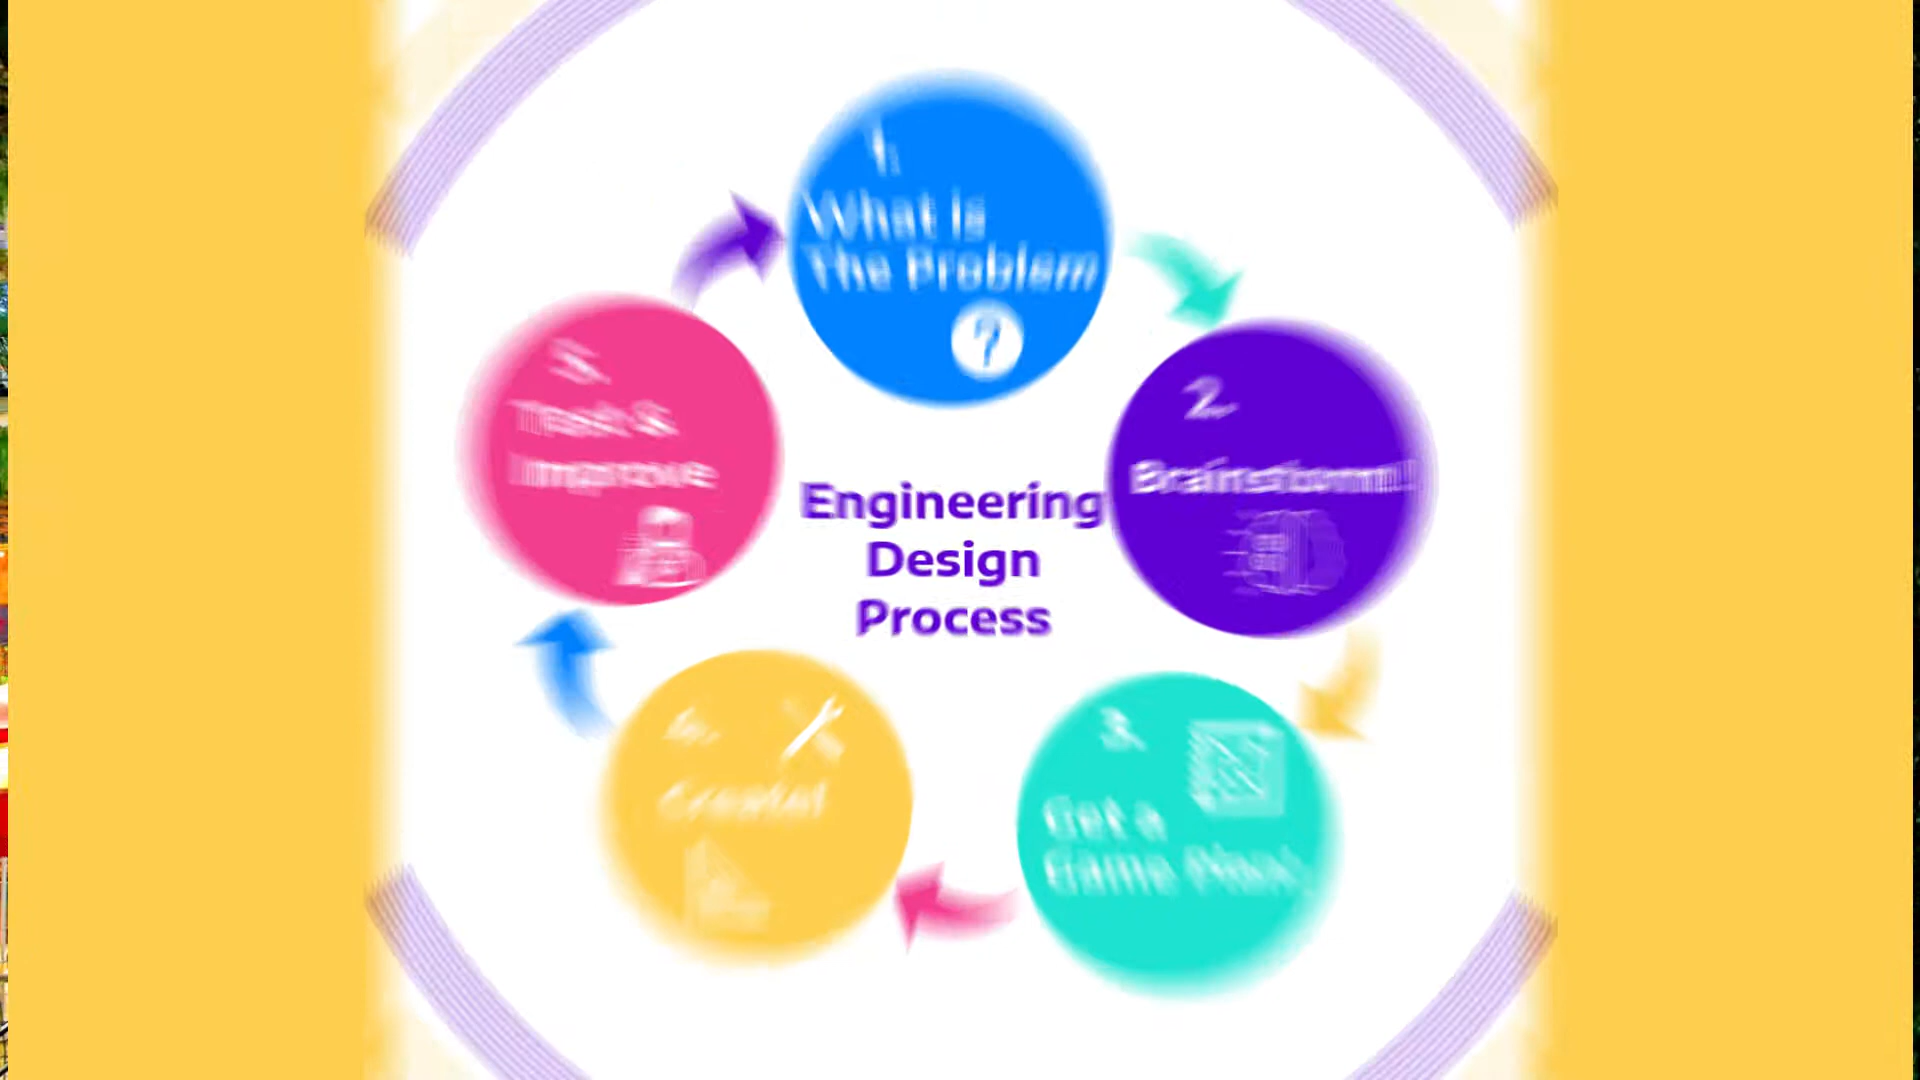 1.
What Is
The Problem
?
2.
Brainstorm!
3.
Get a
Game Plan!
4.
Create!
5.
Test &
Improve
Engineering
Design
Process